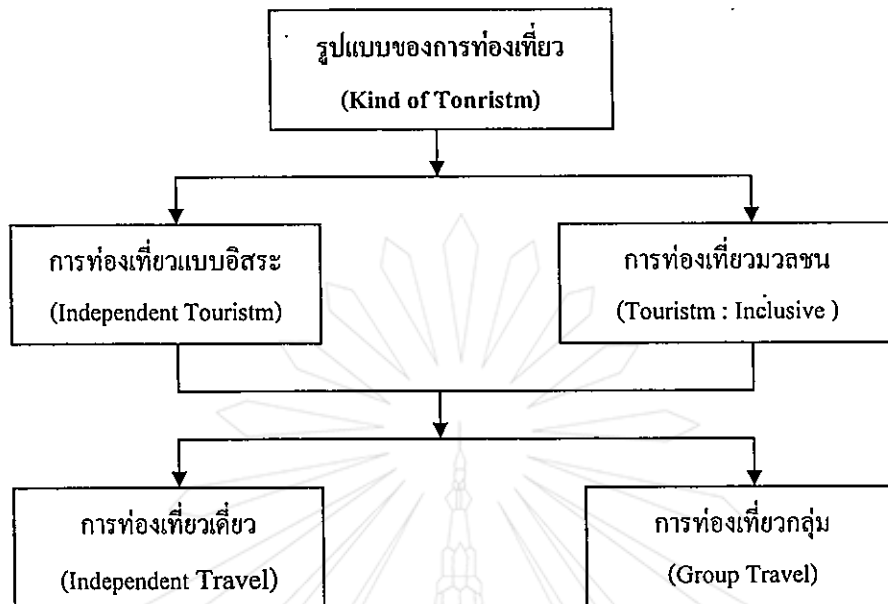 รูปแบบของการท่องเที่ยว
(Kind of Tonristm)
การท่องเที่ยวแบบอิสระ
(Independent Touristm)
การท่องเที่ยวมวลชน
(Touristm : Inclusive )
การท่องเที่ยวเดี่ยว
(Independent Travel)
การท่องเที่ยวกลุ่ม
(Group Travel)